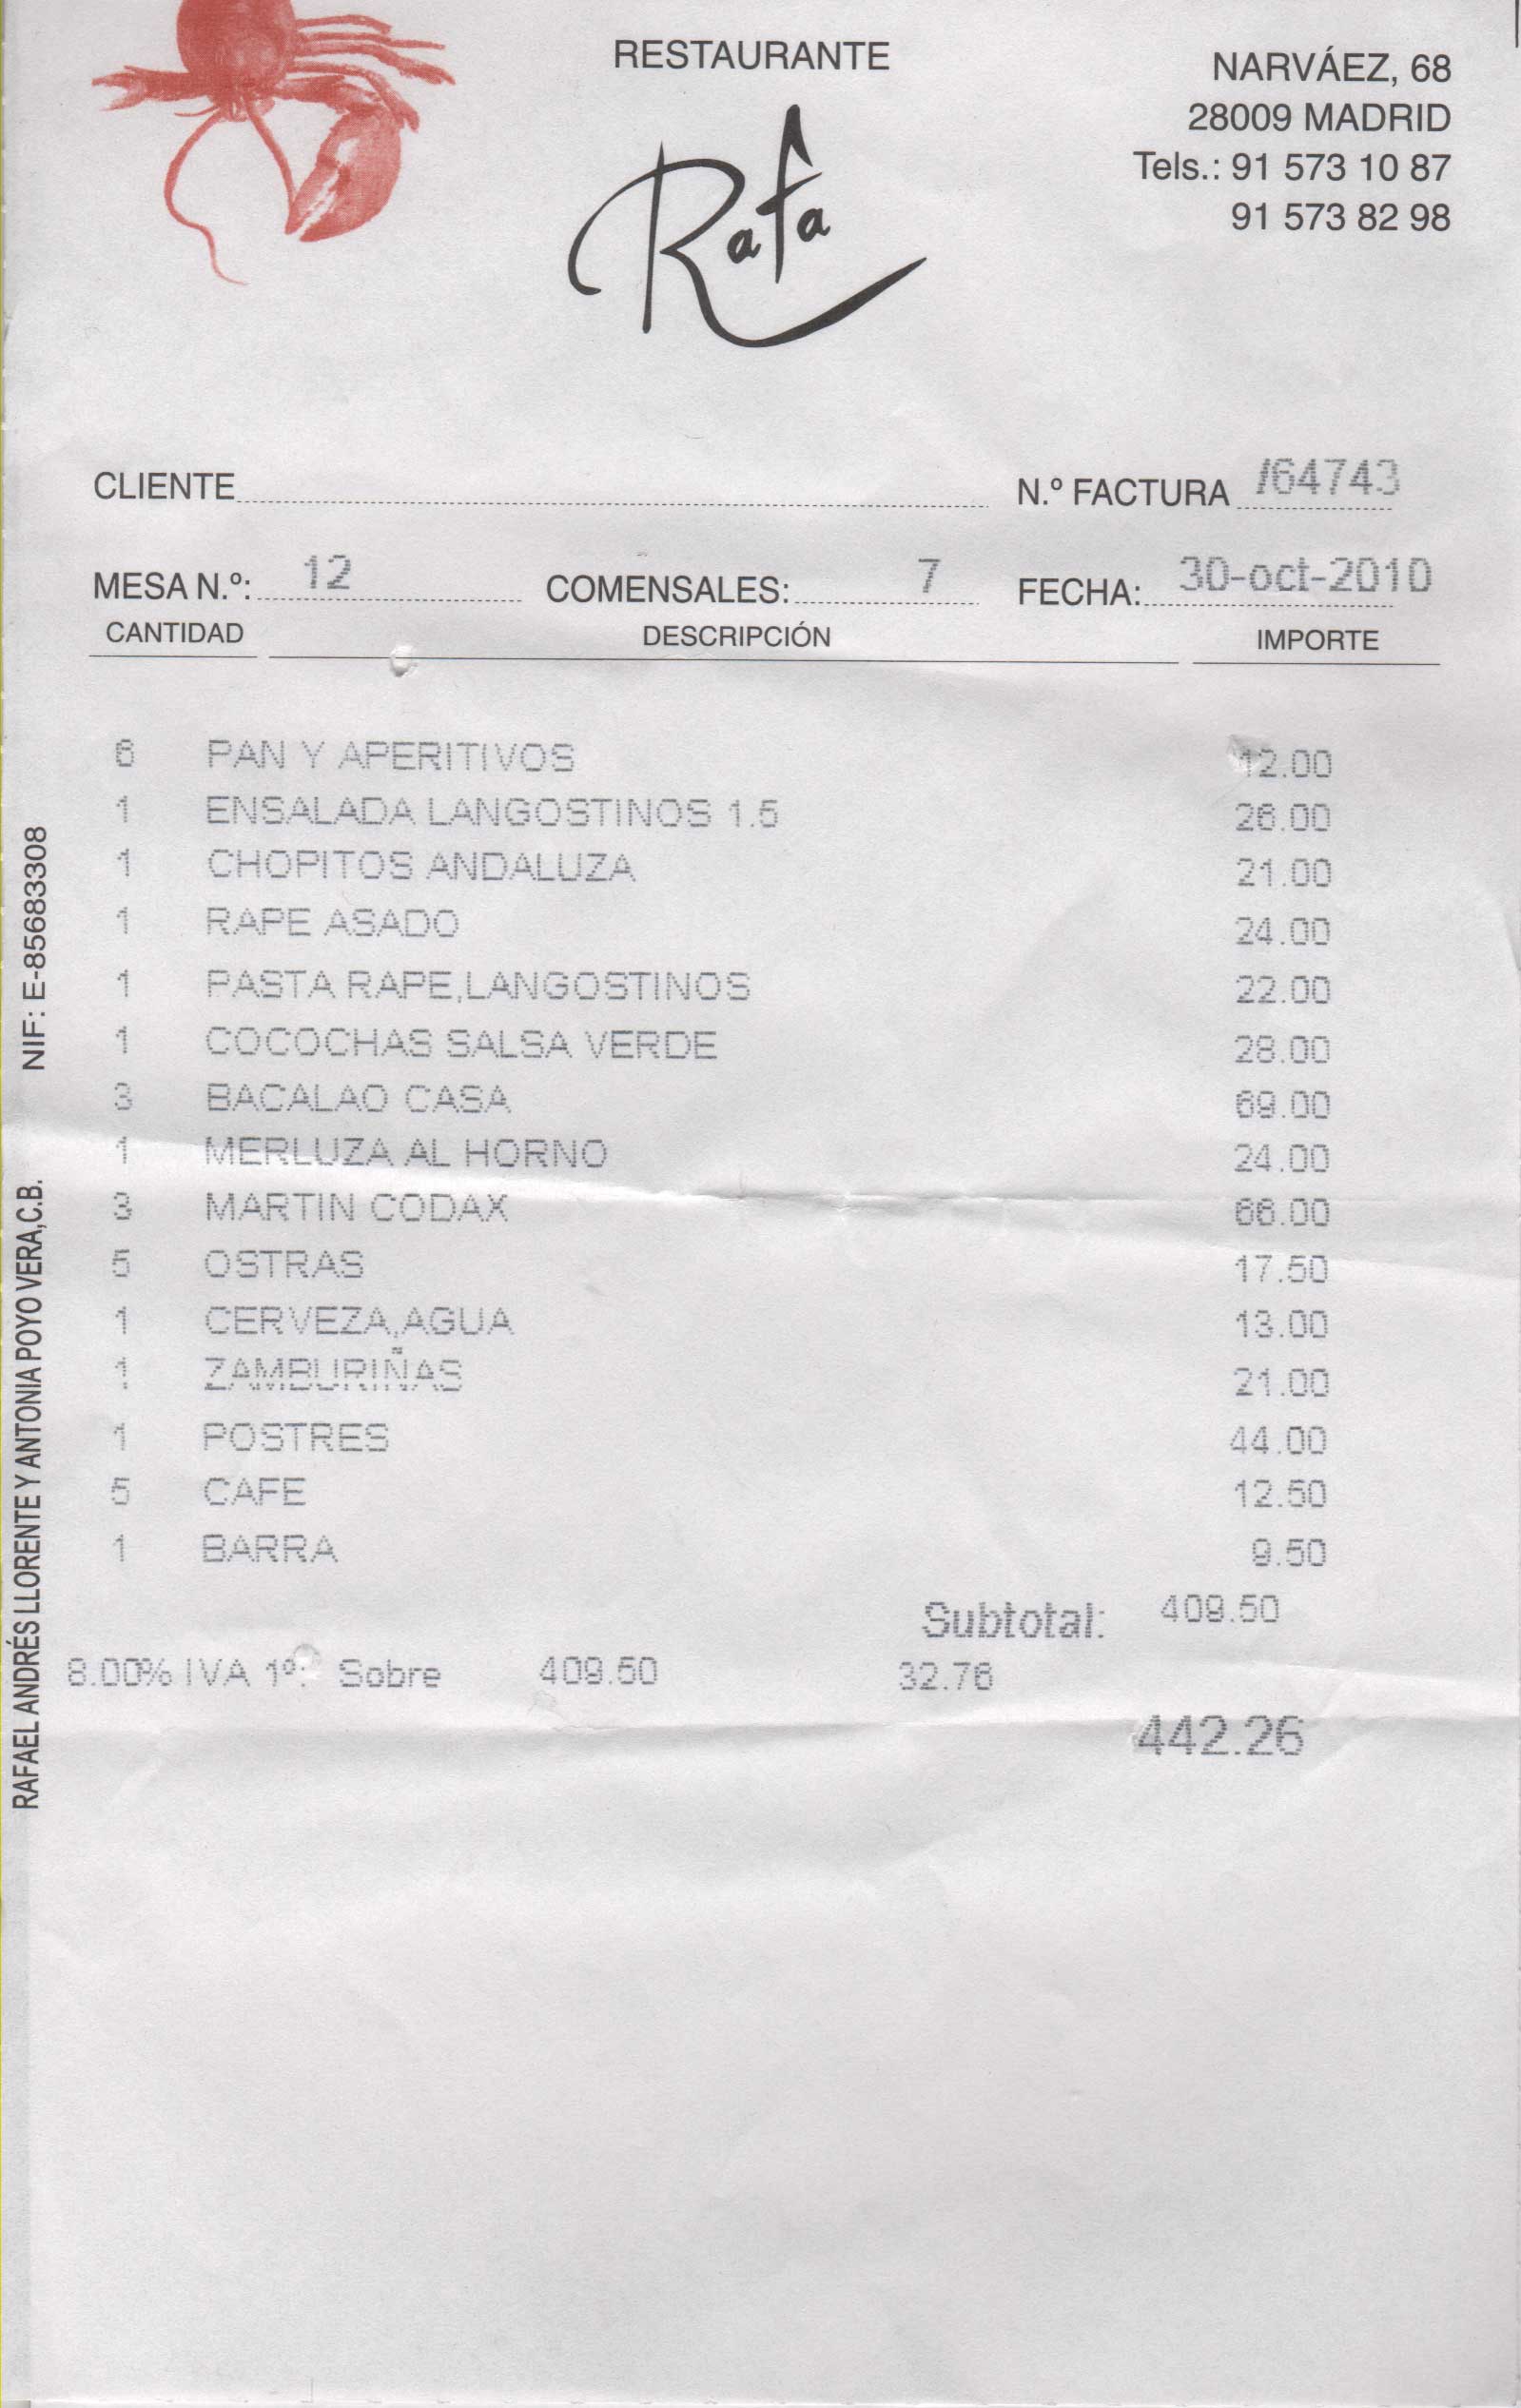 RESTAURANTE
Rafa
NARVÁEZ, 68
28009 MADRID
Tels.: 91 573 10 87
91 573 82 98
CLIENTE
N.º FACTURA /64743
MESA N.º: 12 COMENSALES: 7 FECHA: 30-oct-2010
CANTIDAD DESCRIPCIÓN IMPORTE
6 PAN Y APERITIVOS 12.00
1 ENSALADA LANGOSTINOS 1.5 26.00
1 CHOPITOS ANDALUZA 21.00
1 RAPE ASADO 24.00
1 PASTA RAPE,LANGOSTINOS 22.00
1 COCOCHAS SALSA VERDE 28.00
3 BACALAO CASA 69.00
1 MERLUZA AL HORNO 24.00
3 MARTIN CODAX 66.00
5 OSTRAS 17.50
1 CERVEZA,AGUA 13.00
1 ZAMBURIÑAS 21.00
1 POSTRES 44.00
5 CAFE 12.50
1 BARRA 9.50
Subtotal: 409.50
8.00% IVA 1º: Sobre 409.50 32.76
442.26
RAFAEL ANDRÉS LLORENTE Y ANTONIA POYO VERA,C.B. NIF: E-85683308